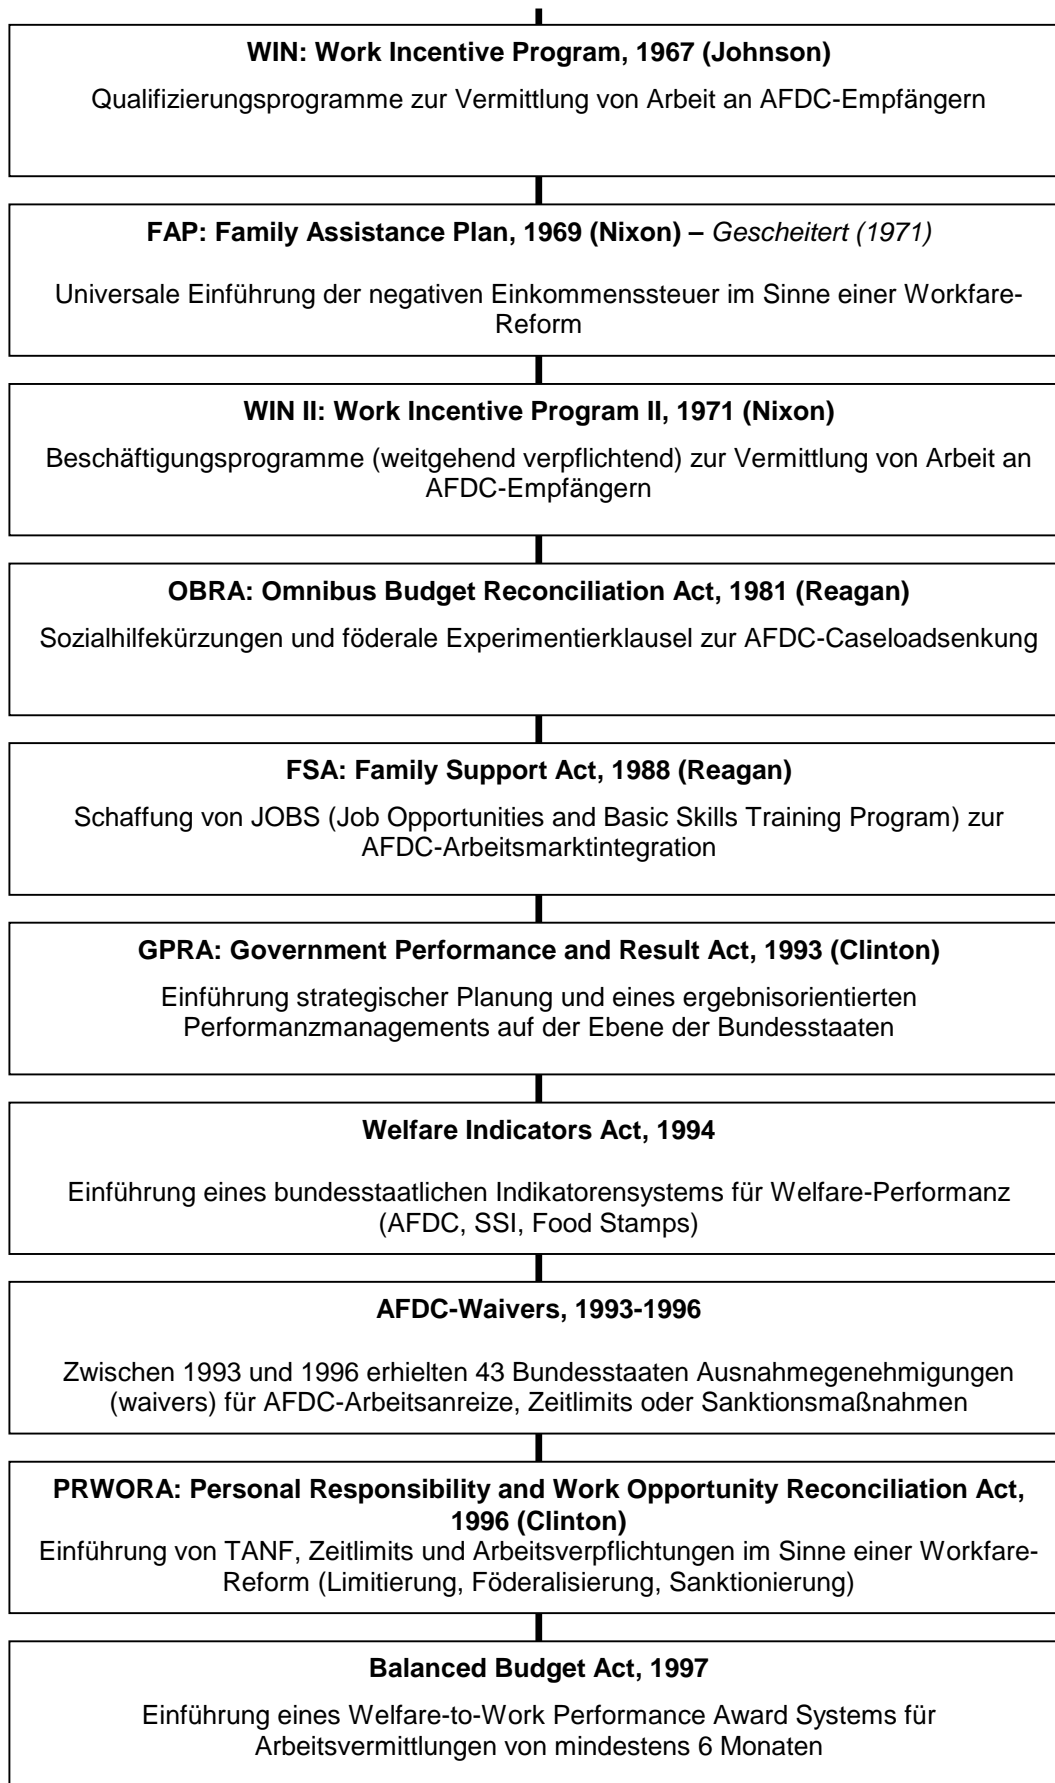 WIN: Work Incentive Program, 1967 (Johnson)
Qualifizierungsprogramme zur Vermittlung von Arbeit an AFDC-Empfängern
FAP: Family Assistance Plan, 1969 (Nixon) – Gescheitert (1971)
Universale Einführung der negativen Einkommenssteuer im Sinne einer Workfare-
Reform
WIN II: Work Incentive Program II, 1971 (Nixon)
Beschäftigungsprogramme (weitgehend verpflichtend) zur Vermittlung von Arbeit an
AFDC-Empfängern
OBRA: Omnibus Budget Reconciliation Act, 1981 (Reagan)
Sozialhilfekürzungen und föderale Experimentierklausel zur AFDC-Caseloadsenkung
FSA: Family Support Act, 1988 (Reagan)
Schaffung von JOBS (Job Opportunities and Basic Skills Training Program) zur
AFDC-Arbeitsmarktintegration
GPRA: Government Performance and Result Act, 1993 (Clinton)
Einführung strategischer Planung und eines ergebnisorientierten
Performanzmanagements auf der Ebene der Bundesstaaten
Welfare Indicators Act, 1994
Einführung eines bundesstaatlichen Indikatorensystems für Welfare-Performanz
(AFDC, SSI, Food Stamps)
AFDC-Waivers, 1993-1996
Zwischen 1993 und 1996 erhielten 43 Bundesstaaten Ausnahmegenehmigungen
(waivers) für AFDC-Arbeitsanreize, Zeitlimits oder Sanktionsmaßnahmen
PRWORA: Personal Responsibility and Work Opportunity Reconciliation Act,
1996 (Clinton)
Einführung von TANF, Zeitlimits und Arbeitsverpflichtungen im Sinne einer Workfare-
Reform (Limitierung, Föderalisierung, Sanktionierung)
Balanced Budget Act, 1997
Einführung eines Welfare-to-Work Performance Award Systems für
Arbeitsvermittlungen von mindestens 6 Monaten